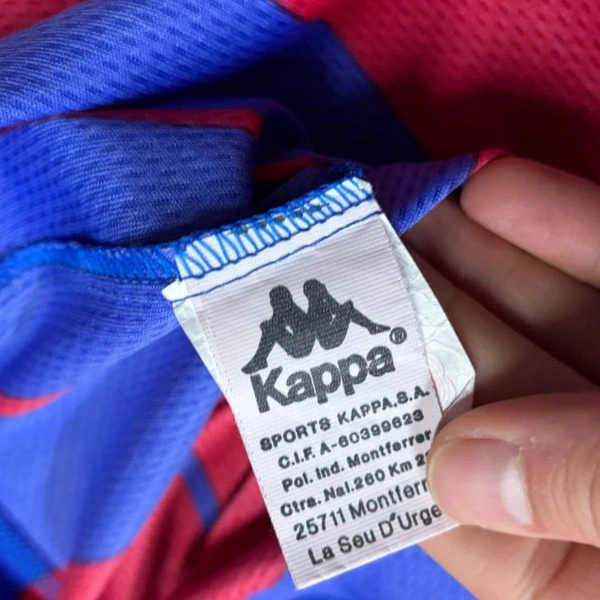 Kappa®
SPORTS KAPPA.S.A.
C.I.F. A-60399623
Pol. Ind. Montferrer
Ctra. Nal.260 Km
25711 Montferr
La Seu D'Urge